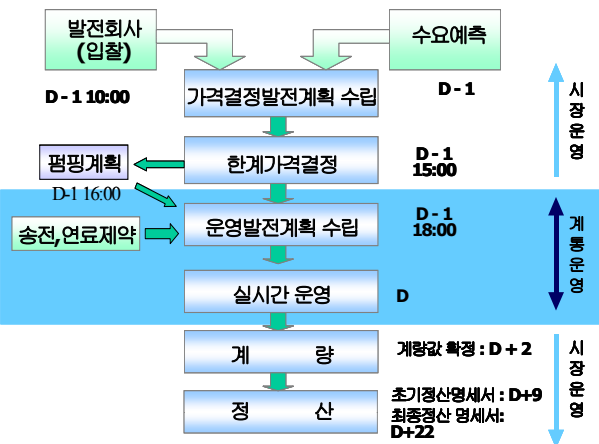 발전회사
(입찰)
수요예측
D - 1 10:00
가격결정발전계획 수립
D - 1
시장운영
펌핑계획
한계가격결정
D - 1
15:00
D-1 16:00
송전,연료제약
운영발전계획 수립
D - 1
18:00
계통운영
실시간 운영
D
계 량
계량값 확정 : D + 2
시장운영
정 산
초기정산명세서 : D+9
최종정산 명세서:
D+22